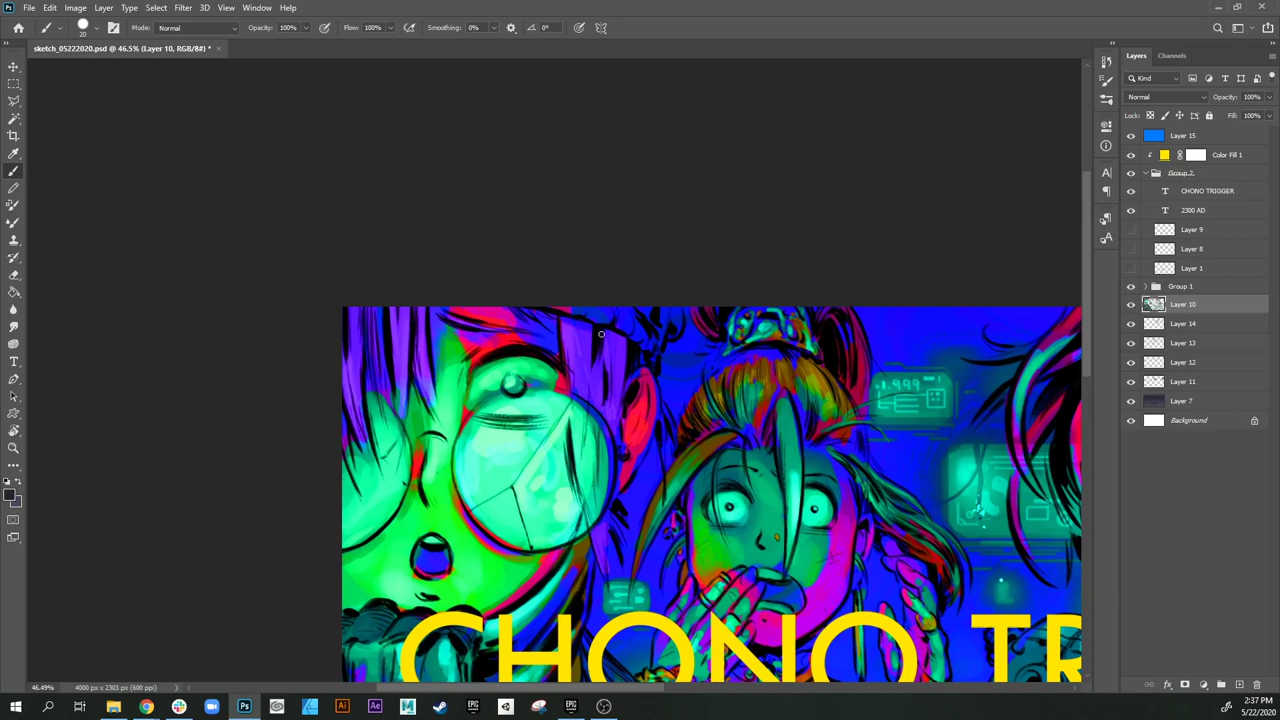 File Edit Image Layer Type Select Filter 3D View Window Help
20 Mode: Normal Opacity: 100% Flow: 100% Smoothing: 0% 0°
sketch_05222020.psd @ 46.5% (Layer 10, RGB/8#) *
Layers Channels
Kind
Normal Opacity: 100%
Lock: Fill: 100%
Layer 15
Color Fill 1
Group 2
CHONO TRIGGER
2300 AD
Layer 9
Layer 8
Layer 1
Group 1
Layer 10
Layer 14
Layer 13
Layer 12
Layer 11
Layer 7
Background
1.999
CHONO TR
46.49% 4000 px x 2303 px (600 ppi)
2:37 PM
5/22/2020